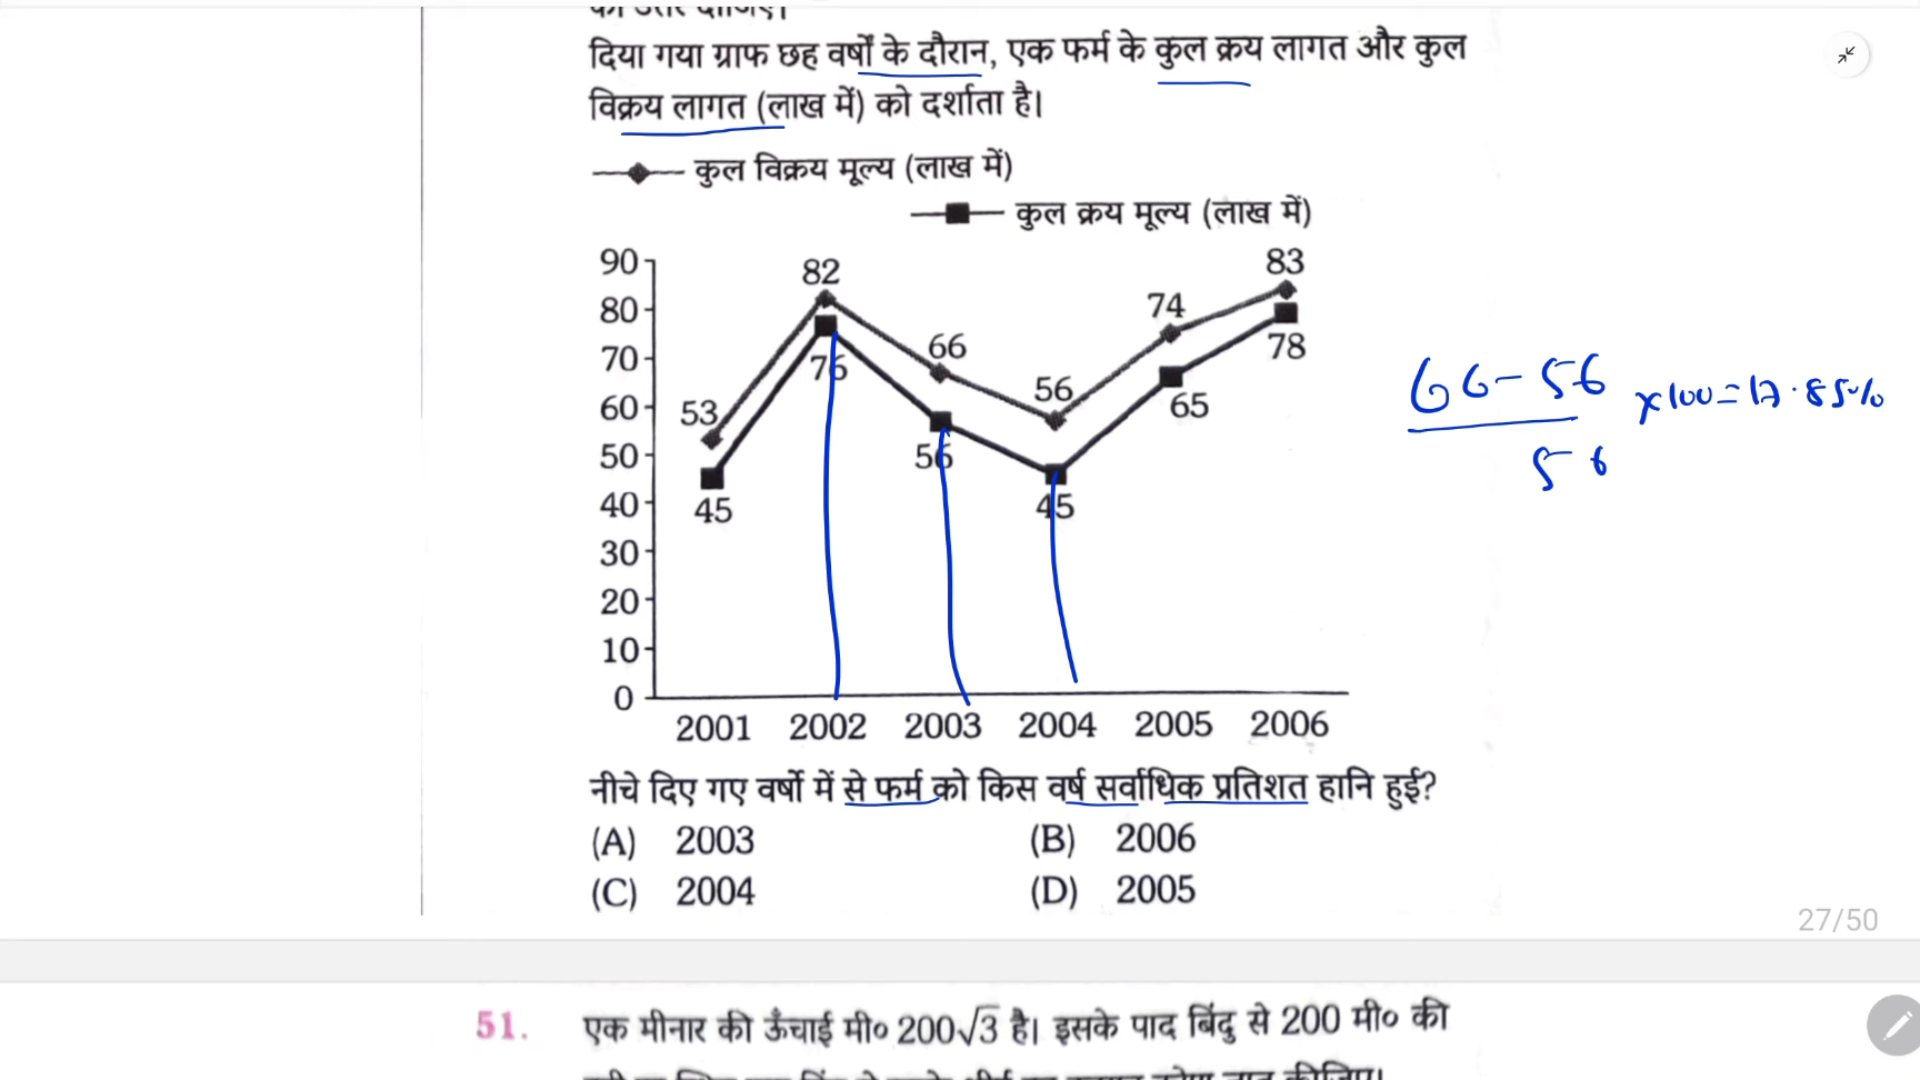 दिया गया ग्राफ छह वर्षों के दौरान, एक फर्म के कुल क्रय लागत और कुल
विक्रय लागत (लाख में) को दर्शाता है।
कुल विक्रय मूल्य (लाख में)
कुल क्रय मूल्य (लाख में)
90
80
70
60
50
40
30
20
10
0
53 82 66 56 74 83
45 76 56 45 65 78
2001 2002 2003 2004 2005 2006
66-56
56
x100=17.85%
नीचे दिए गए वर्षो में से फर्म को किस वर्ष सर्वाधिक प्रतिशत हानि हुई?
(A) 2003 (B) 2006
(C) 2004 (D) 2005
27/50
51. एक मीनार की ऊँचाई मी० 200√3 है। इसके पाद बिंदु से 200 मी० की